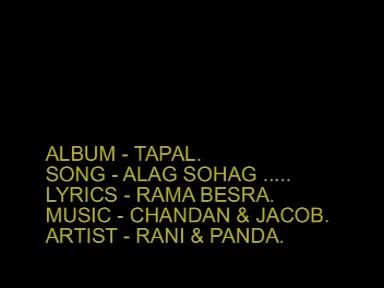 ALBUM - TAPAL.
SONG - ALAG SOHAG .....
LYRICS - RAMA BESRA.
MUSIC - CHANDAN & JACOB.
ARTIST - RANI & PANDA.